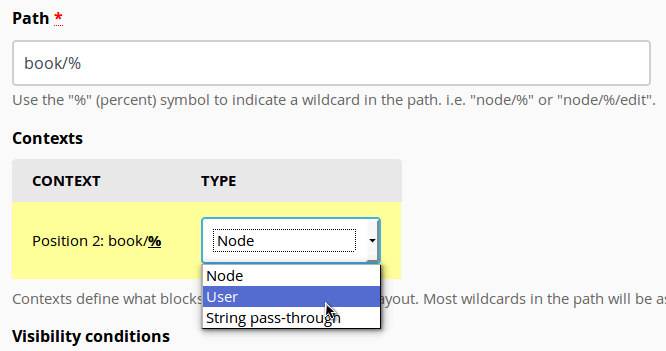 Path *
book/%
Use the "%" (percent) symbol to indicate a wildcard in the path. i.e. "node/%" or "node/%/edit".
Contexts
CONTEXT TYPE
Position 2: book/% Node
Node
User
String pass-through
Contexts define what blocks ayout. Most wildcards in the path will be as
Visibility conditions